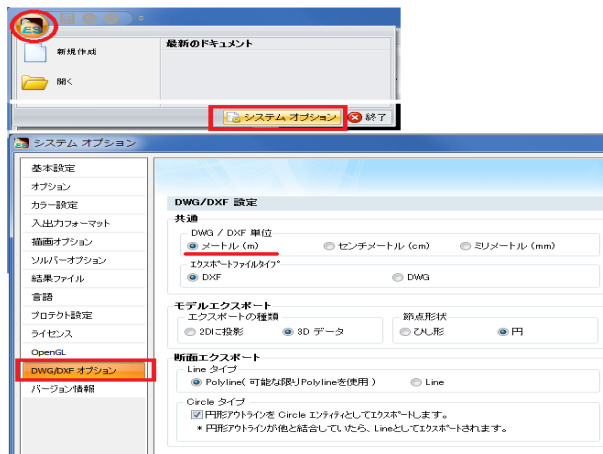 ES
最新のドキュメント
新規作成
開く
システム オプション
終了
システム オプション
基本設定
オプション
カラー設定
入出力フォーマット
描画オプション
ソルバーオプション
結果ファイル
言語
プロテクト設定
ライセンス
OpenGL
DWG/DXF オプション
バージョン情報
DWG/DXF 設定
共通
DWG / DXF 単位
メートル (m) センチメートル (cm) ミリメートル (mm)
エクスポートファイルタイプ
DXF DWG
モデルエクスポート
エクスポートの種類 節点形状
2Dに投影 3D データ ひし形 円
断面エクスポート
Line タイプ
Polyline( 可能な限りPolylineを使用 ) Line
Circle タイプ
円形アウトラインを Circle エンティティとしてエクスポートします。
* 円形アウトラインが他と結合していたら、Lineとしてエクスポートされます。